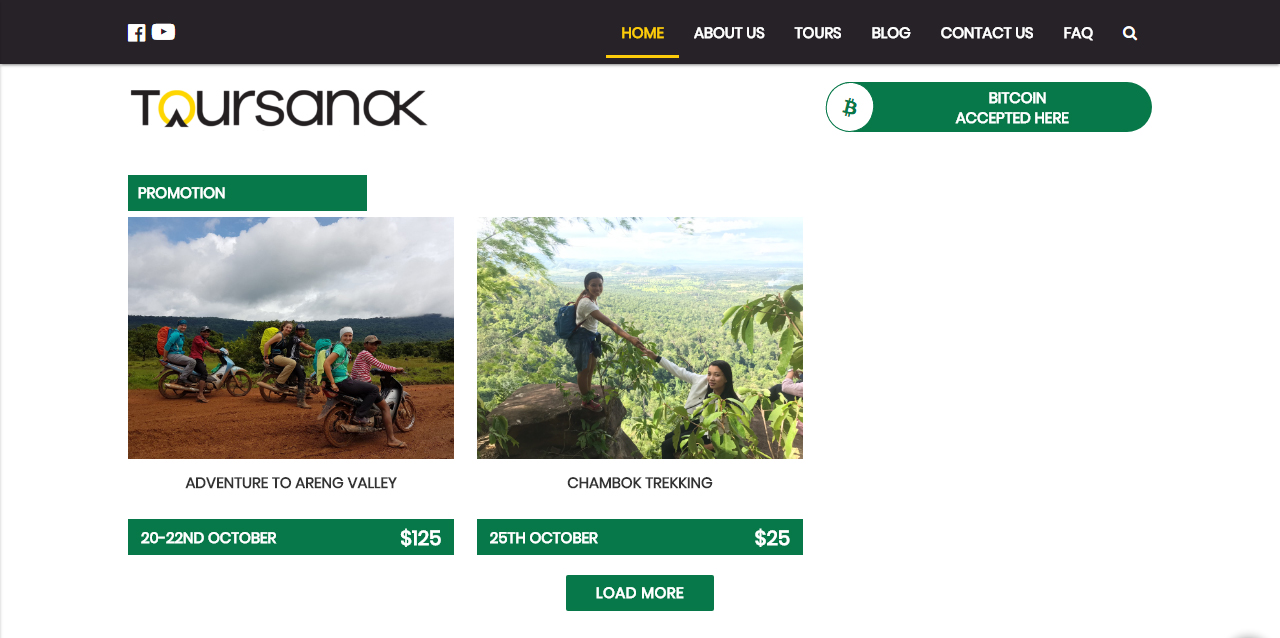 HOME
ABOUT US
TOURS
BLOG
CONTACT US
FAQ
TOURSANAK
BITCOIN
ACCEPTED HERE
PROMOTION
ADVENTURE TO ARENG VALLEY
CHAMBOK TREKKING
20-22ND OCTOBER $125
25TH OCTOBER $25
LOAD MORE